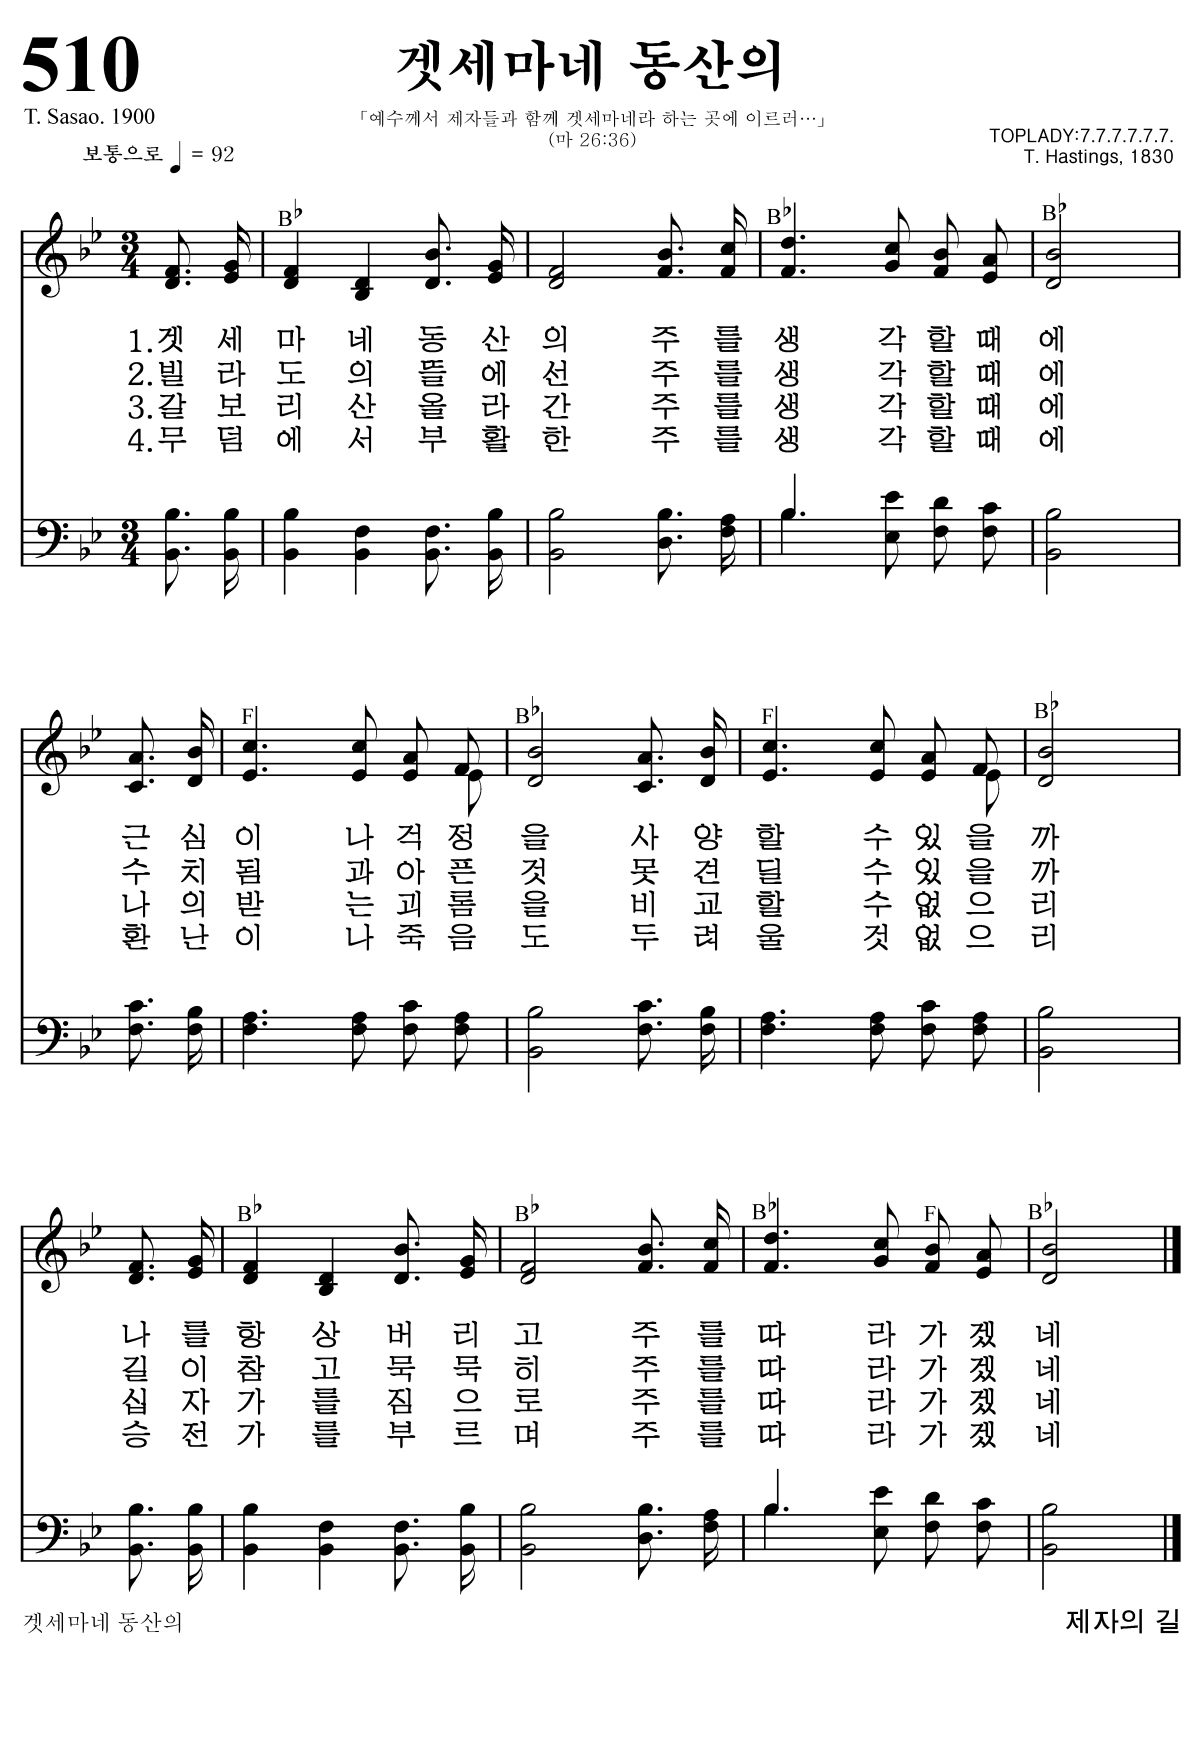 510
겟세마네 동산의
T. Sasao. 1900
「예수께서 제자들과 함께 겟세마네라 하는 곳에 이르러…」
(마 26:36)
보통으로 ♩ = 92
TOPLADY:7.7.7.7.7.7.
T. Hastings, 1830
B♭ B♭ B♭
3 4
1.겟 세 마 네 동 산 의 주 를 생 각 할 때 에
2.빌 라 도 의 뜰 에 선 주 를 생 각 할 때 에
3.갈 보 리 산 올 라 간 주 를 생 각 할 때 에
4.무 덤 에 서 부 활 한 주 를 생 각 할 때 에
3 4
F B♭ F B♭
근 심 이 나 걱 정 을 사 양 할 수 있 을 까
수 치 됨 과 아 픈 것 못 견 딜 수 있 을 까
나 의 받 는 괴 롬 을 비 교 할 수 없 으 리
환 난 이 나 죽 음 도 두 려 울 것 없 으 리
B♭ B♭ B♭ F B♭
나 를 항 상 버 리 고 주 를 따 라 가 겠 네
길 이 참 고 묵 묵 히 주 를 따 라 가 겠 네
십 자 가 를 짐 으 로 주 를 따 라 가 겠 네
승 전 가 를 부 르 며 주 를 따 라 가 겠 네
겟세마네 동산의
제자의 길